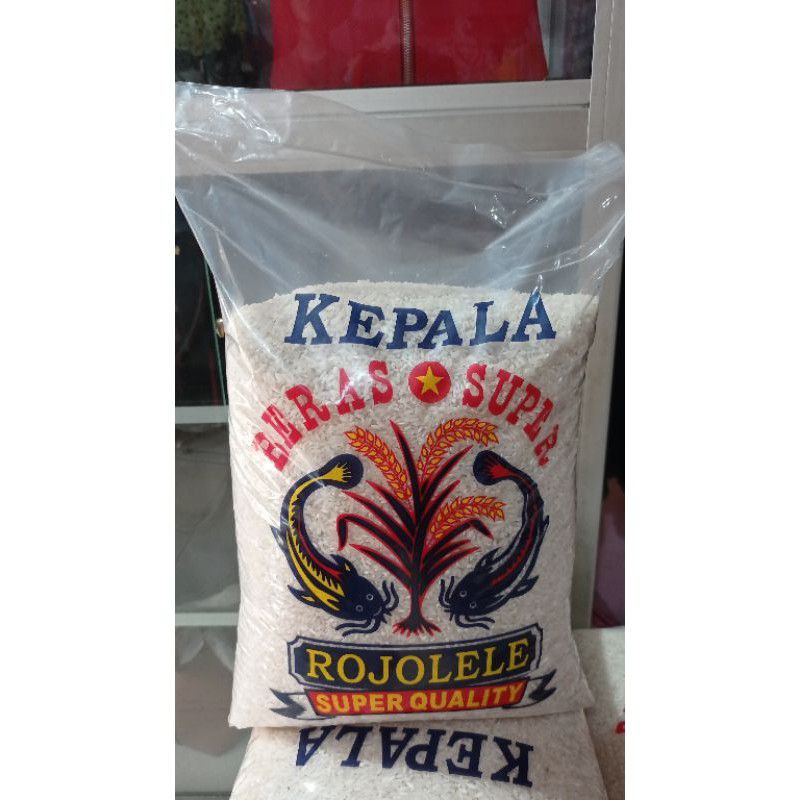 KEPALA
BERAS SUPER
ROJOLELE
SUPER QUALITY
KEPALA